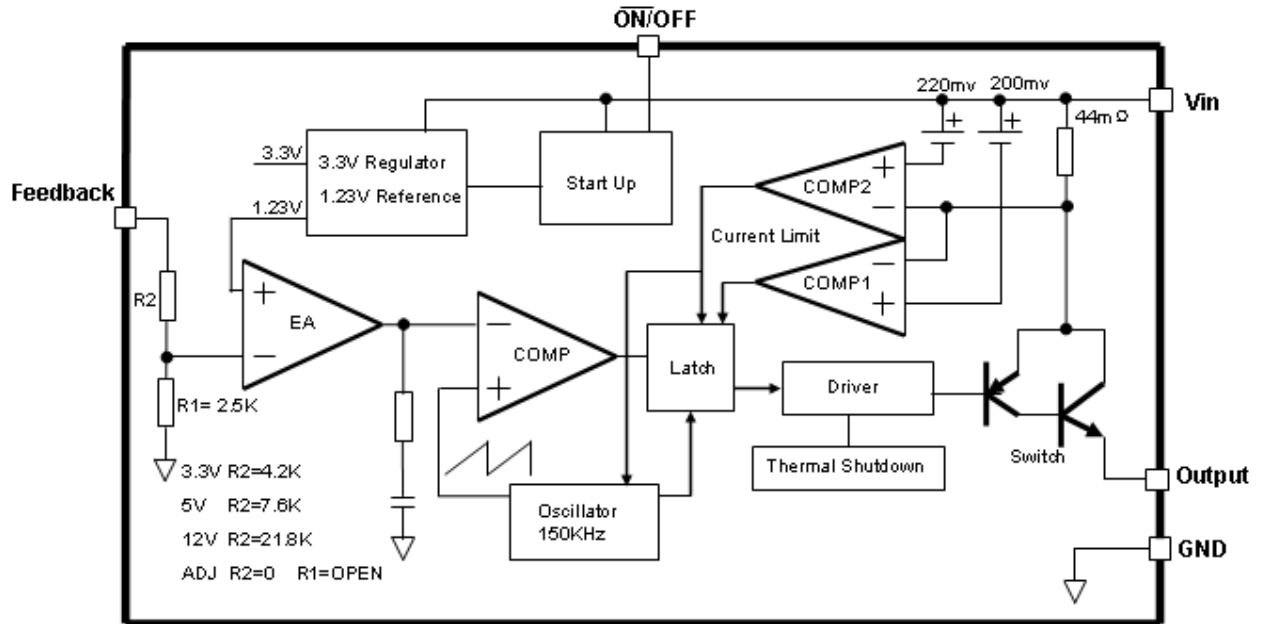 ON/OFF
220mv
200mv
Vin
44mΩ
3.3V
3.3V Regulator
1.23V Reference
1.23V
Start Up
+
+
+
COMP2
−
Feedback
Current Limit
−
COMP1
+
R2
+
EA
−
−
COMP
+
Latch
R1= 2.5K
Driver
3.3V R2=4.2K
5V R2=7.6K
12V R2=21.8K
ADJ R2=0 R1=OPEN
Oscillator
150KHz
Thermal Shutdown
Switch
Output
GND